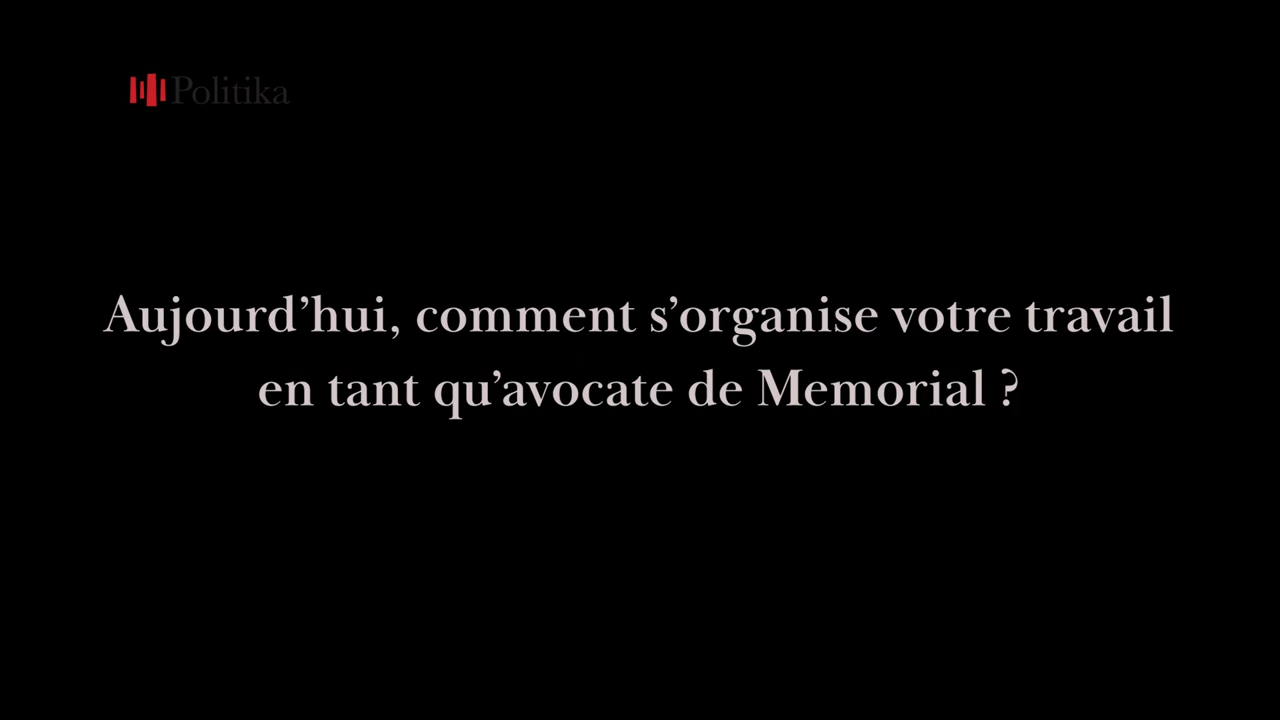 Politika
Aujourd’hui, comment s’organise votre travail
en tant qu’avocate de Memorial ?